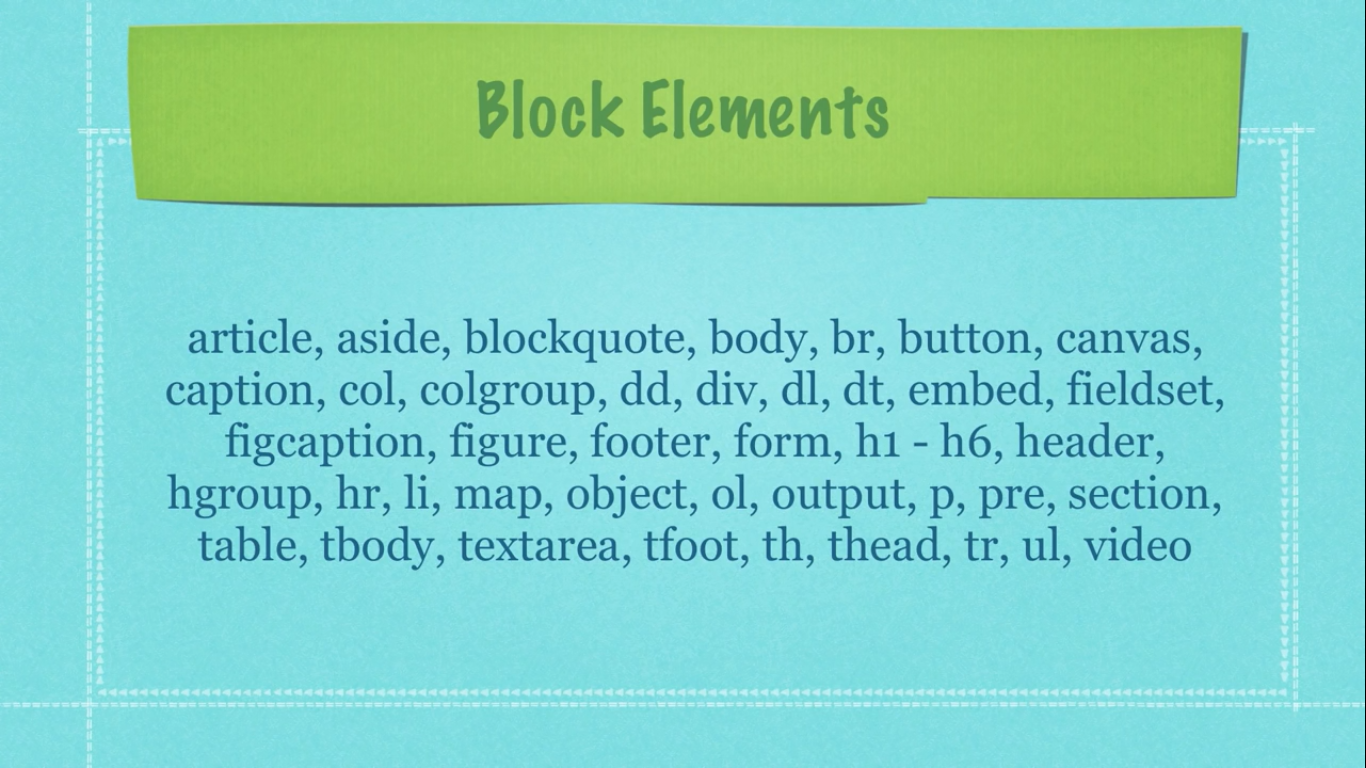 Block Elements
article, aside, blockquote, body, br, button, canvas,
caption, col, colgroup, dd, div, dl, dt, embed, fieldset,
figcaption, figure, footer, form, h1 - h6, header,
hgroup, hr, li, map, object, ol, output, p, pre, section,
table, tbody, textarea, tfoot, th, thead, tr, ul, video